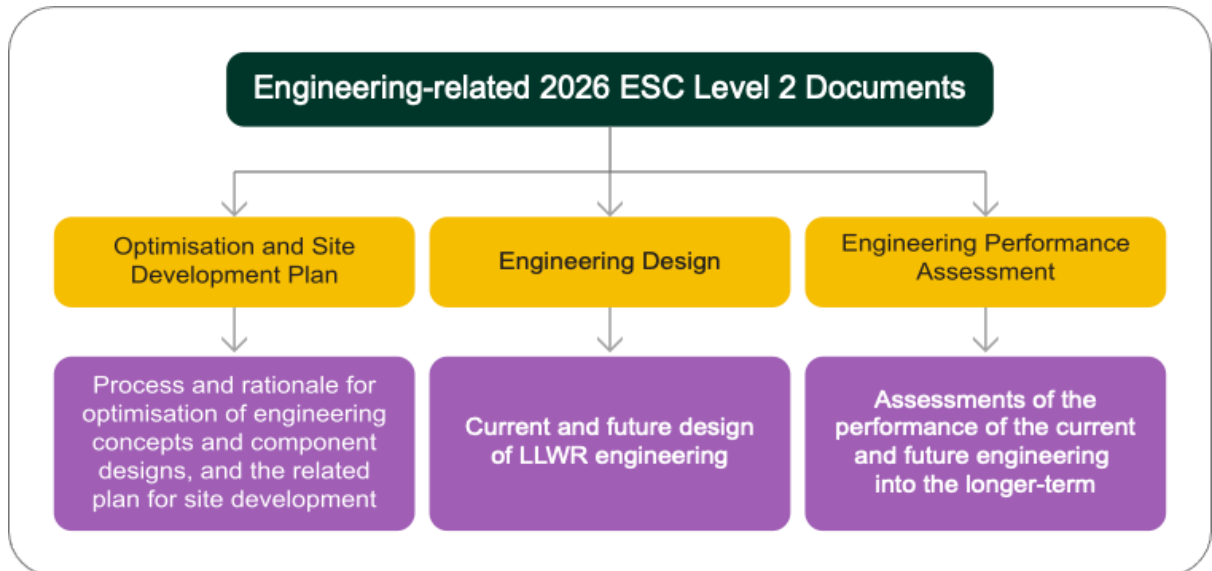 Engineering-related 2026 ESC Level 2 Documents
Optimisation and Site
Development Plan
Engineering Design
Engineering Performance
Assessment
Process and rationale for
optimisation of engineering
concepts and component
designs, and the related
plan for site development
Current and future design
of LLWR engineering
Assessments of the
performance of the current
and future engineering
into the longer-term